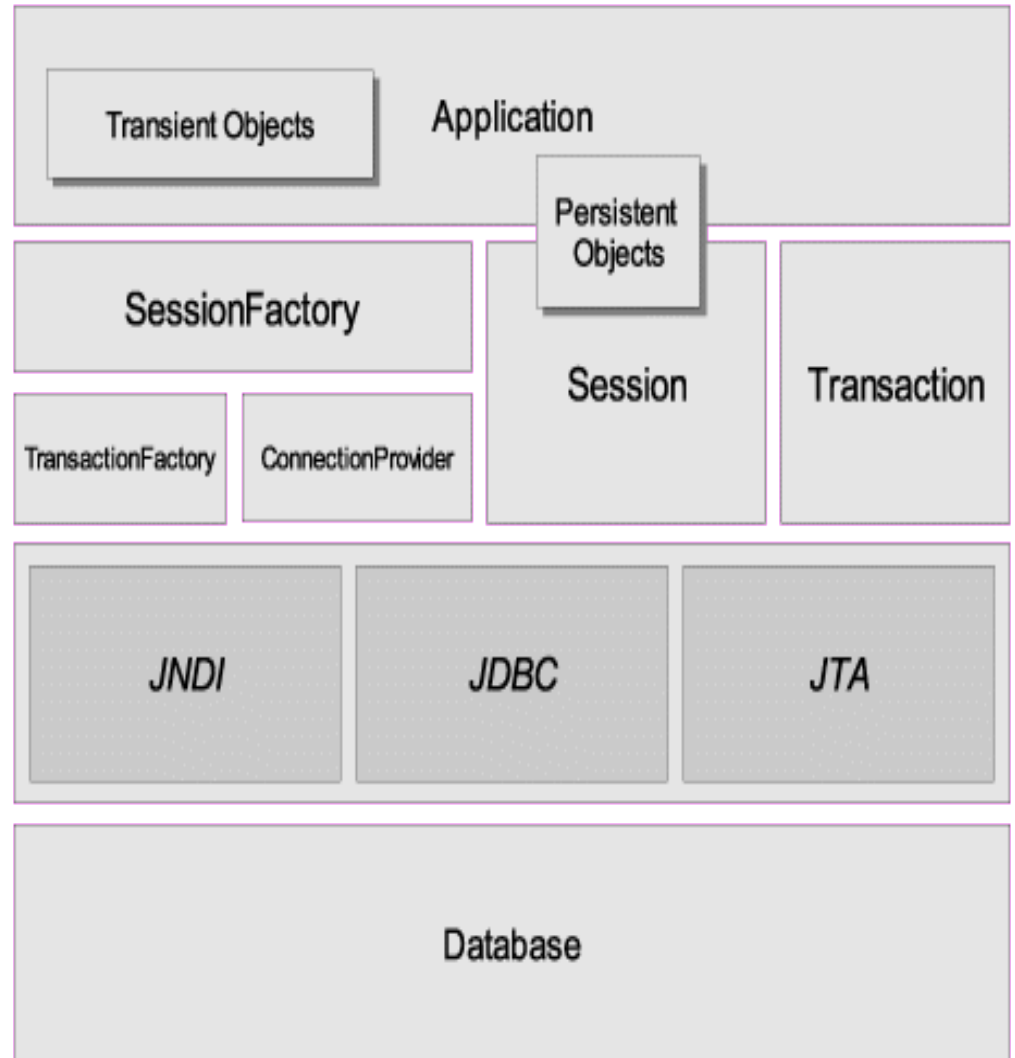 Transient Objects
Application
Persistent
Objects
SessionFactory
Session
Transaction
TransactionFactory
ConnectionProvider
JNDI
JDBC
JTA
Database